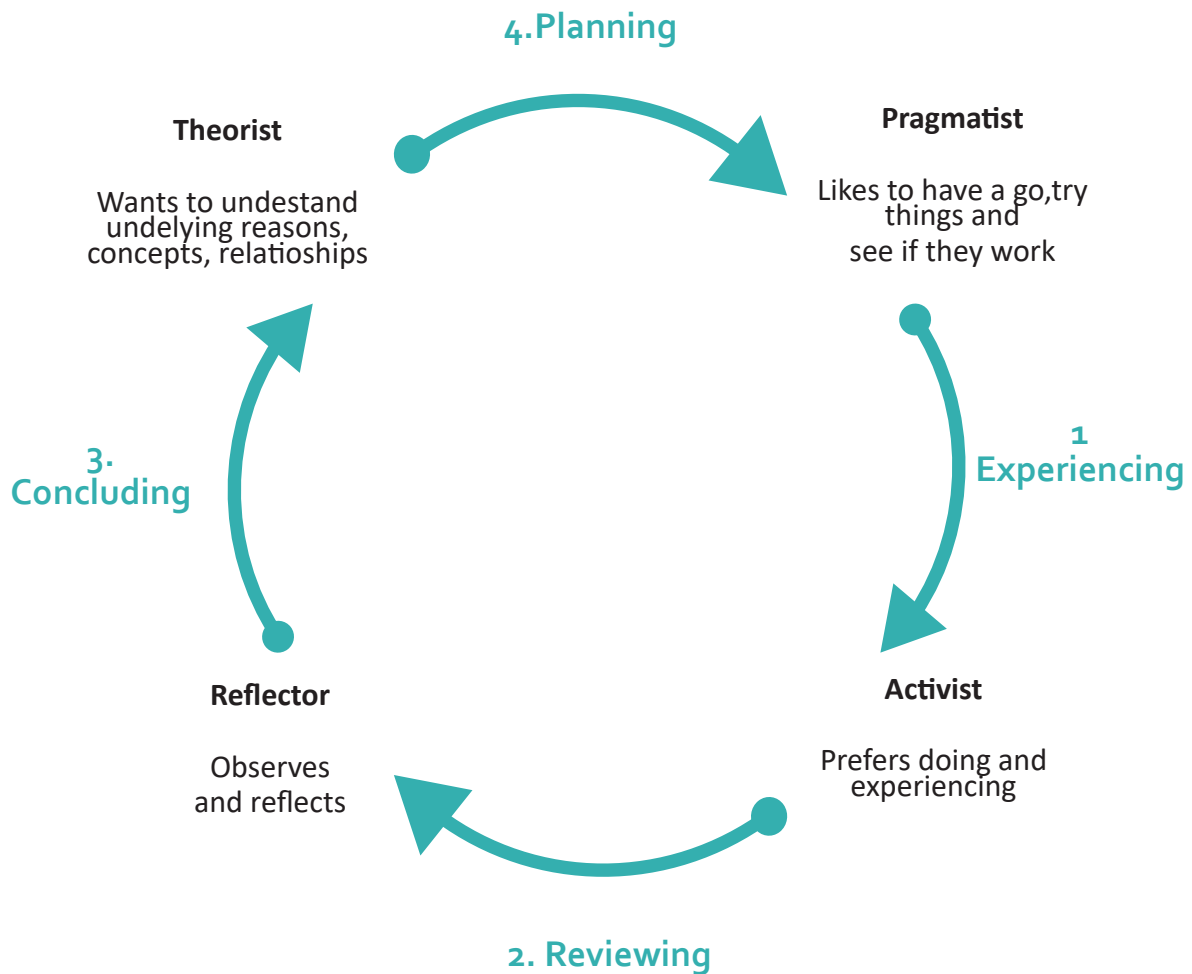 4.Planning
Theorist
Wants to undestand
undelying reasons,
concepts, relatioships
Pragmatist
Likes to have a go,try
things and
see if they work
3.
Concluding
1
Experiencing
Reflector
Observes
and reflects
Activist
Prefers doing and
experiencing
2. Reviewing